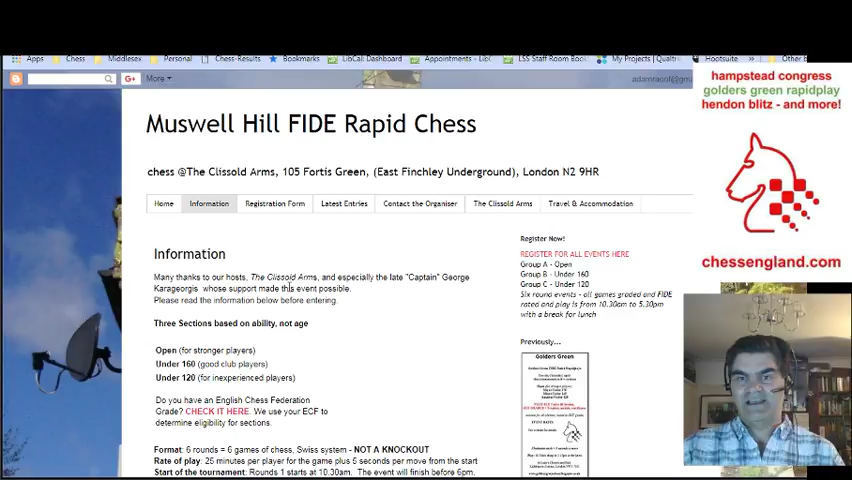 Apps Chess Middlesex Personal Chess-Results Bookmarks LibCal: Dashboard Appointments - LibC LSS Staff Room Book My Projects | Qualtr Hootsuite » Other b
G+ More
adamraoof@gm
Muswell Hill FIDE Rapid Chess
chess @The Clissold Arms, 105 Fortis Green, (East Finchley Underground), London N2 9HR
Home Information Registration Form Latest Entries Contact the Organiser The Clissold Arms Travel & Accommodation
Information
Many thanks to our hosts, The Clissold Arms, and especially the late "Captain" George
Karageorgis whose support made this event possible.
Please read the information below before entering.
Three Sections based on ability, not age
Open (for stronger players)
Under 160 (good club players)
Under 120 (for inexperienced players)
Do you have an English Chess Federation
Grade? CHECK IT HERE. We use your ECF to
determine eligibility for sections.
Format: 6 rounds = 6 games of chess, Swiss system - NOT A KNOCKOUT
Rate of play: 25 minutes per player for the game plus 5 seconds per move from the start
Start of the tournament: Rounds 1 starts at 10.30am. The event will finish before 6pm.
Register Now!
REGISTER FOR ALL EVENTS HERE
Group A - Open
Group B - Under 160
Group C - Under 120
Six round events - all games graded and FIDE
rated and play is from 10.30am to 5.30pm
with a break for lunch
Previously...
Golders Green
hampstead congress
golders green rapidplay
hendon blitz - and more!
chessengland.com